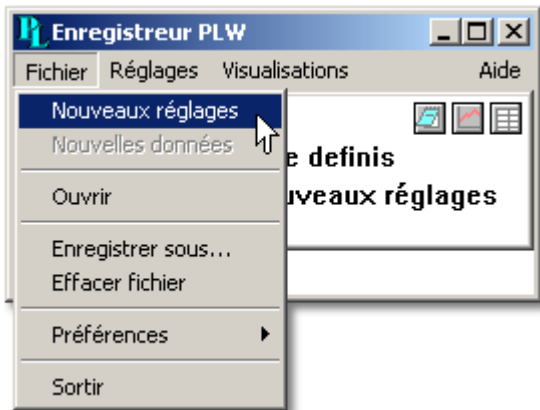 Enregistreur PLW
Fichier Réglages Visualisations Aide
Nouveaux réglages
Nouvelles données
e definis
Ouvrir
uveaux réglages
Enregistrer sous...
Effacer fichier
Préférences
Sortir